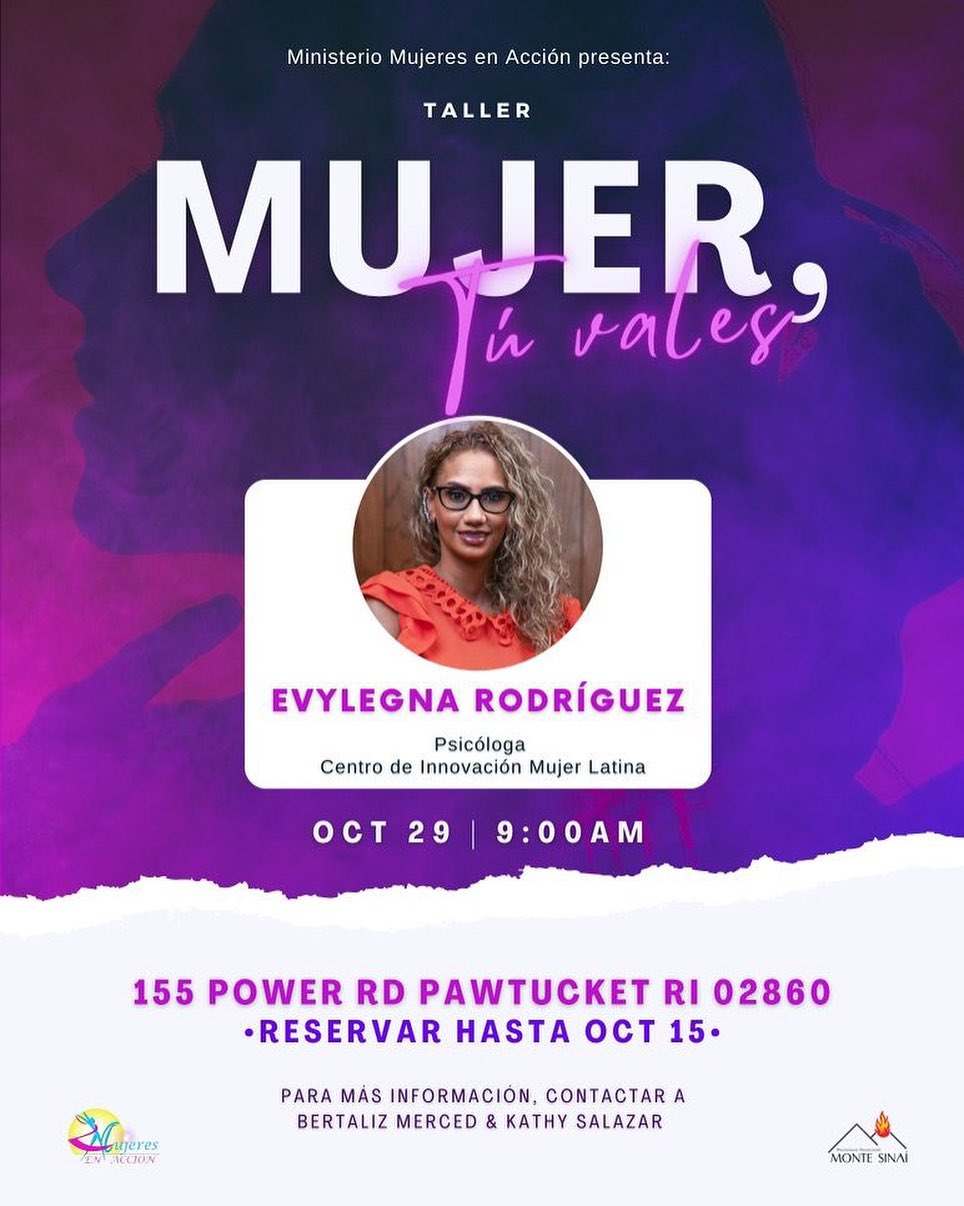 Ministerio Mujeres en Acción presenta:
TALLER
MUJER,
Tú vales
EVYLEGNA RODRÍGUEZ
Psicóloga
Centro de Innovación Mujer Latina
OCT 29 | 9:00AM
155 POWER RD PAWTUCKET RI 02860
•RESERVAR HASTA OCT 15•
PARA MÁS INFORMACIÓN, CONTACTAR A
BERTALIZ MERCED & KATHY SALAZAR
Mujeres
EN ACCIÓN
MONTE SINAÍ